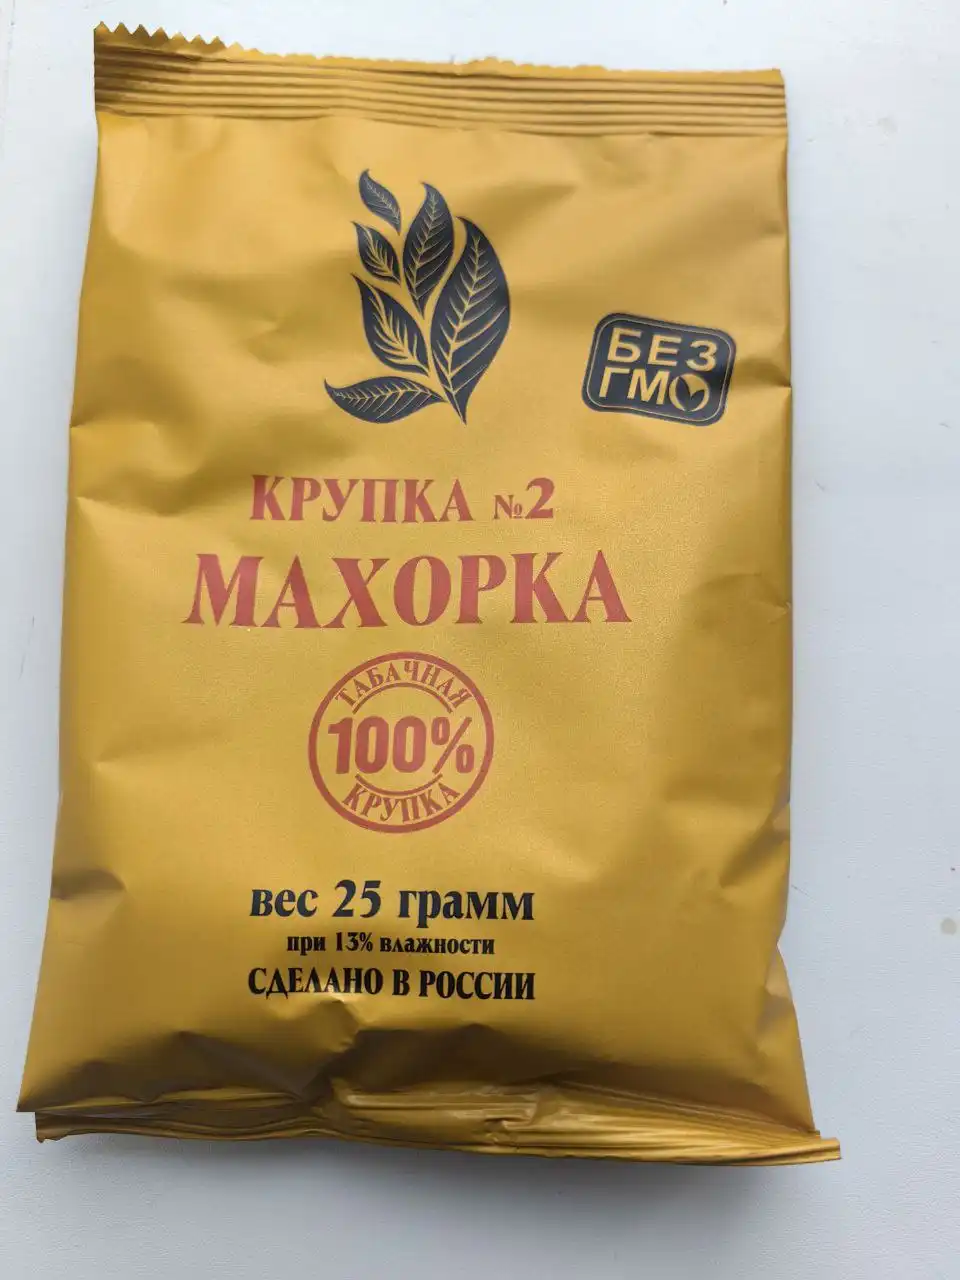 БЕЗ
ГМО
КРУПКА №2
МАХОРКА
ТАБАЧНАЯ
100%
КРУПКА
вес 25 грамм
при 13% влажности
СДЕЛАНО В РОССИИ